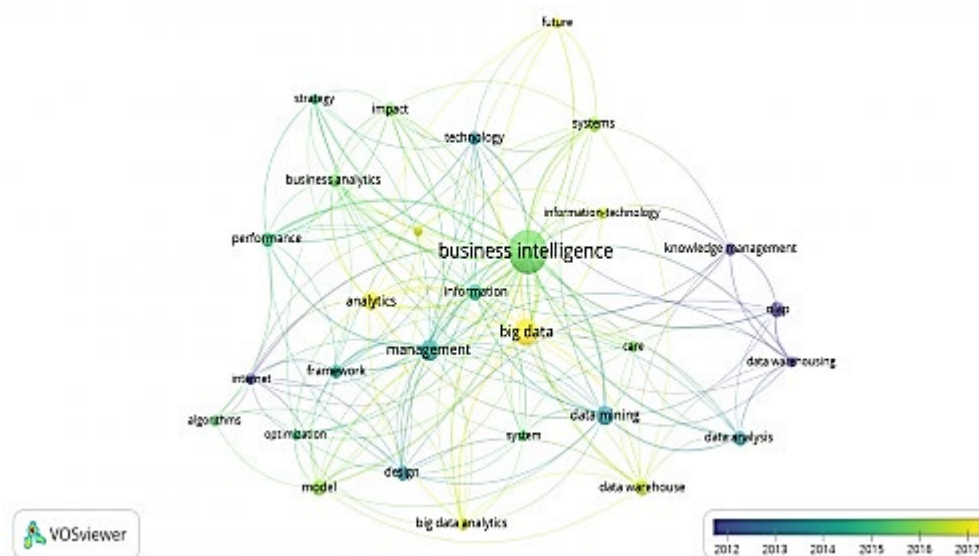 future
strategy
impact
technology
systems
business analytics
information-technology
performance
business intelligence
knowledge management
information
analytics
olap
big data
management
care
data warehousing
internet
framework
algorithms
data mining
optimization
system
data analysis
design
model
data warehouse
big data analytics
VOSviewer
2012 2013 2014 2015 2016 2017